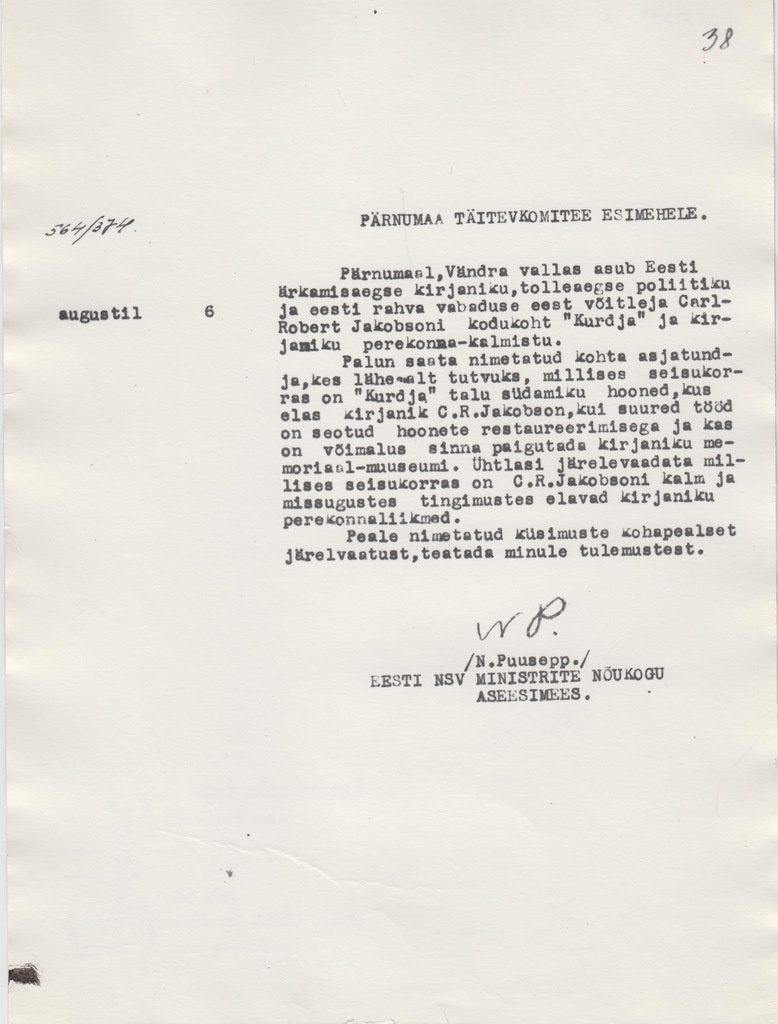 38
564/374.
PÄRNUMAA TÄITEVKOMITEE ESIMEHELE.
augustil 6
Pärnumaal,Vändra vallas asub Eesti
ärkamisaegse kirjaniku,tolleaegse poliitiku
ja eesti rahva vabaduse eest võitleja Carl-
Robert Jakobsoni kodukoht "Kurdja" ja kir-
janiku perekonna-kalmistu.
Palun saata nimetatud kohta asjatund-
ja,kes lähemalt tutvuks, millises seisukor-
ras on "Kurdja" talu südamiku hooned,kus
elas kirjanik C.R.Jakobson,kui suured tööd
on seotud hoonete restaureerimisega ja kas
on võimalus sinna paigutada kirjaniku me-
moriaal-muuseumi. Ühtlasi järelevaadata mil-
lises seisukorras on C.R.Jakobsoni kalm ja
missugustes tingimustes elavad kirjaniku
perekonnaliikmed.
Peale nimetatud küsimuste kohapealset
järelvaatust,teatada minule tulemustest.
N P.
/N.Puusepp./
EESTI NSV MINISTRITE NÕUKOGU
ASEESIMEES.